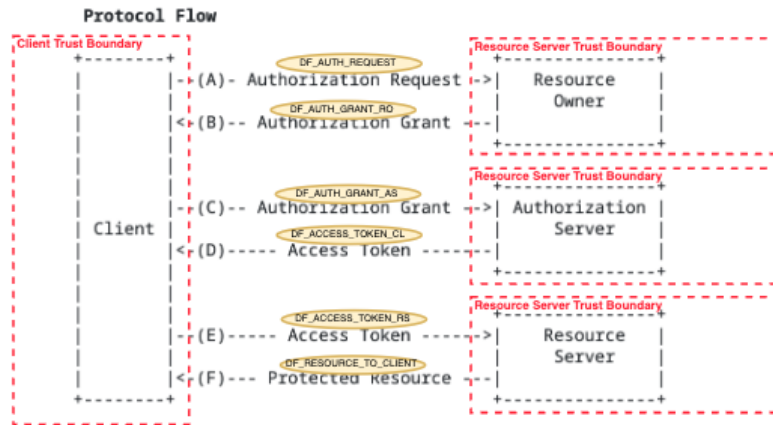 Protocol Flow
Client Trust Boundary
Resource Server Trust Boundary
DF_AUTH_REQUEST
(A)- Authorization Request
Resource
Owner
DF_AUTH_GRANT_RO
(B)-- Authorization Grant
Resource Server Trust Boundary
DF_AUTH_GRANT_AS
(C)-- Authorization Grant
Authorization
Server
Client
DF_ACCESS_TOKEN_CL
(D)----- Access Token
Resource Server Trust Boundary
DF_ACCESS_TOKEN_RS
(E)----- Access Token
Resource
Server
DF_RESOURCE_TO_CLIENT
(F)--- Protected Resource